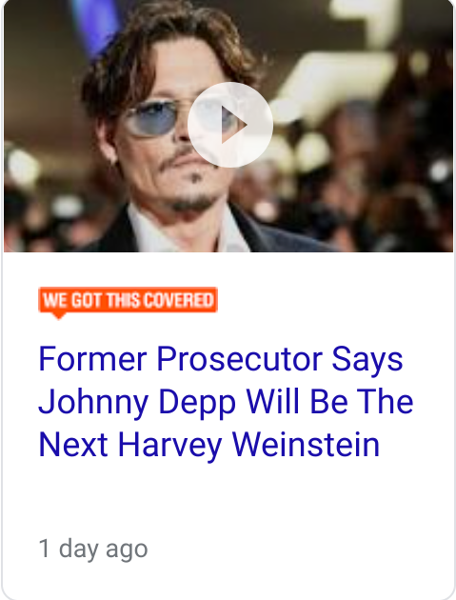 WE GOT THIS COVERED
Former Prosecutor Says
Johnny Depp Will Be The
Next Harvey Weinstein
1 day ago